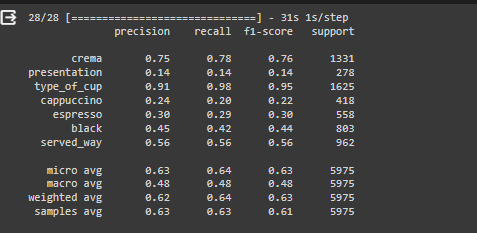 28/28 [==============================] - 31s 1s/step
precision recall f1-score support
crema 0.75 0.78 0.76 1331
presentation 0.14 0.14 0.14 278
type_of_cup 0.91 0.98 0.95 1625
cappuccino 0.24 0.20 0.22 418
espresso 0.30 0.29 0.30 558
black 0.45 0.42 0.44 803
served_way 0.56 0.56 0.56 962
micro avg 0.63 0.64 0.63 5975
macro avg 0.48 0.48 0.48 5975
weighted avg 0.62 0.64 0.63 5975
samples avg 0.63 0.63 0.61 5975